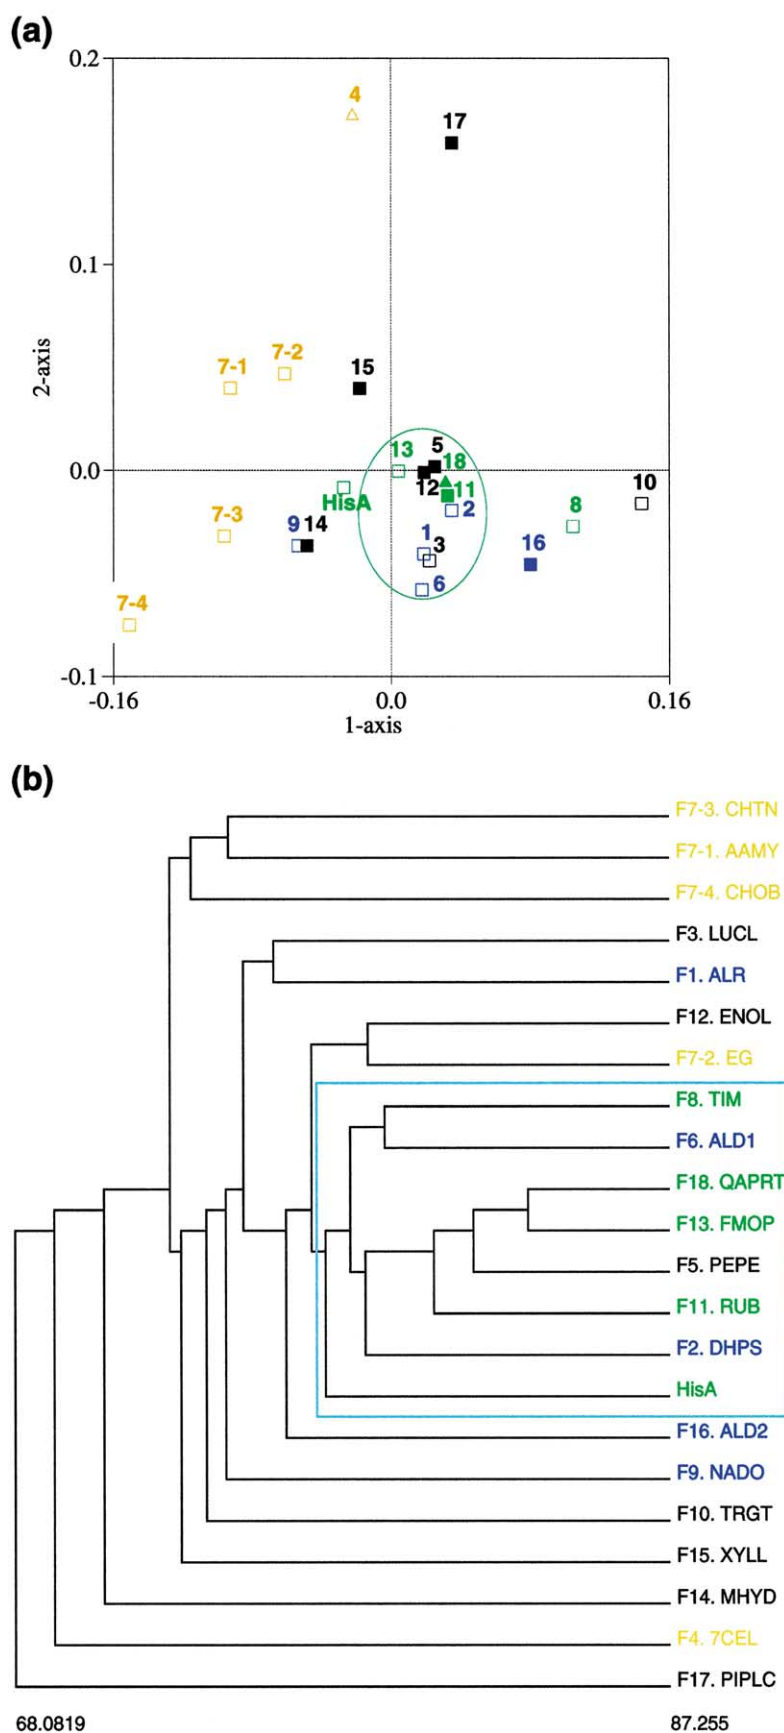 (a)
0.2
4
17
0.1
7-1 7-2 15
2-axis
13 5
0.0
18
12 11
HisA
2
10
8
7-3
9 14
1
3
16
6
7-4
-0.1
-0.16 0.0 0.16
1-axis
(b)
F7-3. CHTN
F7-1. AAMY
F7-4. CHOB
F3. LUCL
F1. ALR
F12. ENOL
F7-2. EG
F8. TIM
F6. ALD1
F18. QAPRT
F13. FMOP
F5. PEPE
F11. RUB
F2. DHPS
HisA
F16. ALD2
F9. NADO
F10. TRGT
F15. XYLL
F14. MHYD
F4. 7CEL
F17. PIPLC
68.0819 87.255